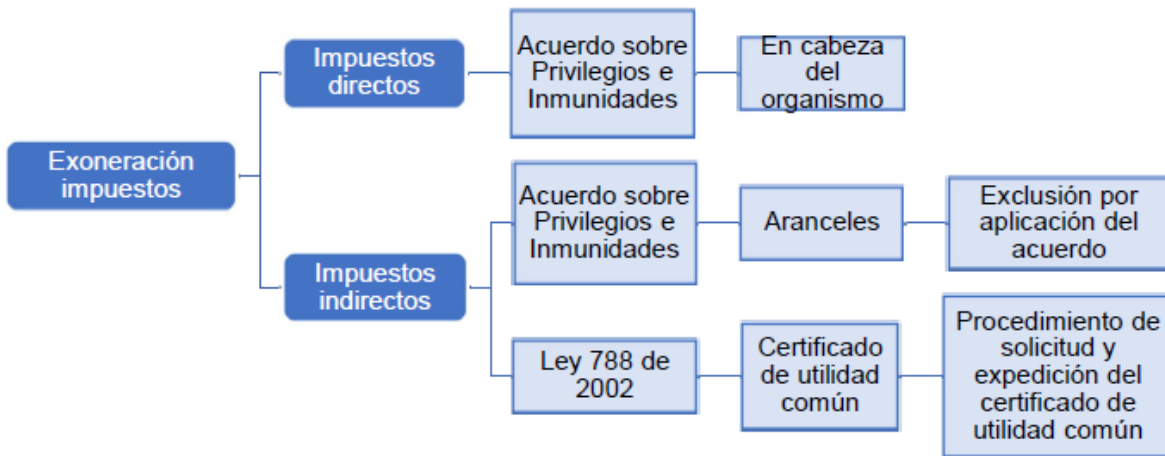 Exoneración
impuestos
Impuestos
directos
Acuerdo sobre
Privilegios e
Inmunidades
En cabeza
del
organismo
Impuestos
indirectos
Acuerdo sobre
Privilegios e
Inmunidades
Aranceles
Exclusión por
aplicación del
acuerdo
Ley 788 de
2002
Certificado
de utilidad
común
Procedimiento de
solicitud y
expedición del
certificado de
utilidad común